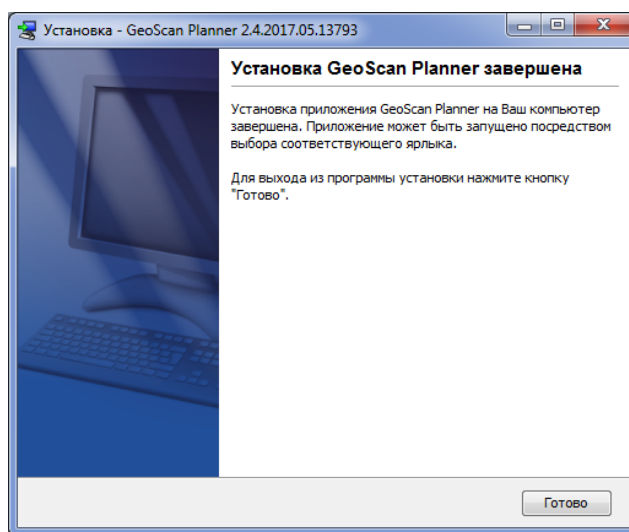 Установка - GeoScan Planner 2.4.2017.05.13793
Установка GeoScan Planner завершена
Установка приложения GeoScan Planner на Ваш компьютер
завершена. Приложение может быть запущено посредством
выбора соответствующего ярлыка.
Для выхода из программы установки нажмите кнопку
"Готово".
Готово